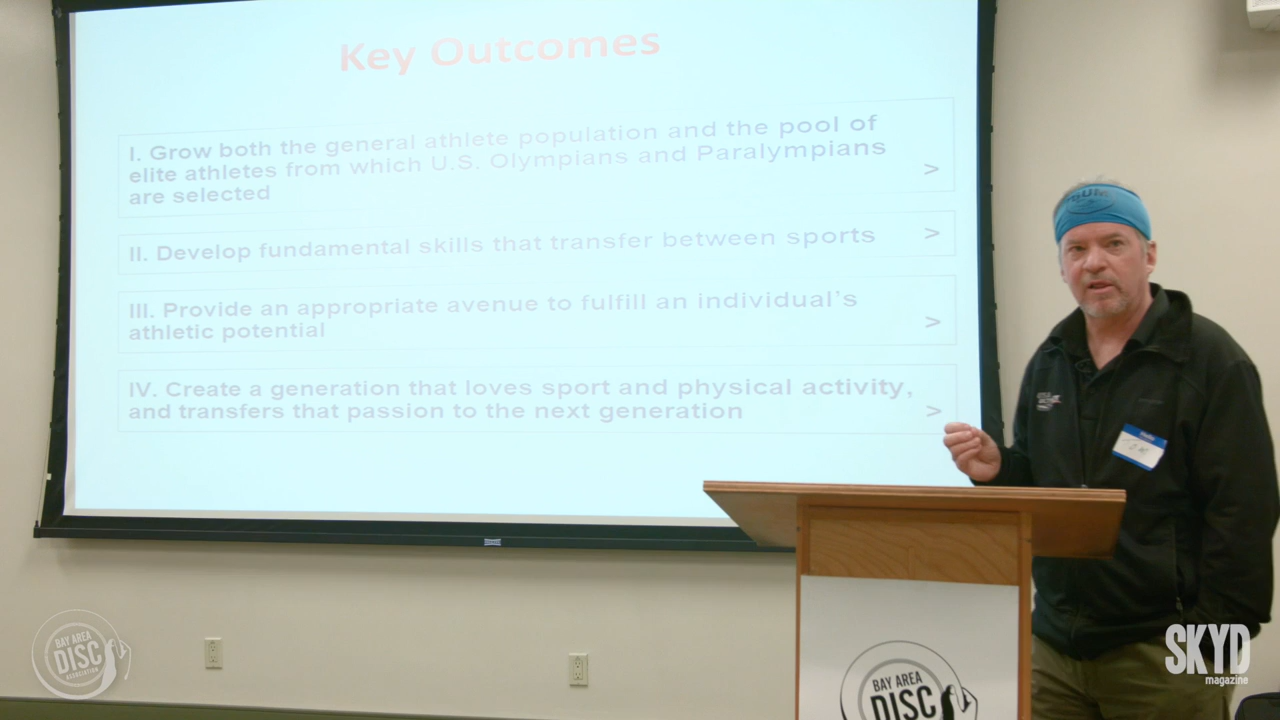 Key Outcomes
I. Grow both the general athlete population and the pool of
elite athletes from which U.S. Olympians and Paralympians
are selected
>
II. Develop fundamental skills that transfer between sports
>
III. Provide an appropriate avenue to fulfill an individual's
athletic potential
>
IV. Create a generation that loves sport and physical activity,
and transfers that passion to the next generation
>
BAY AREA
DISC
ASSOCIATION
BAY AREA
DISC
SKYD
magazine